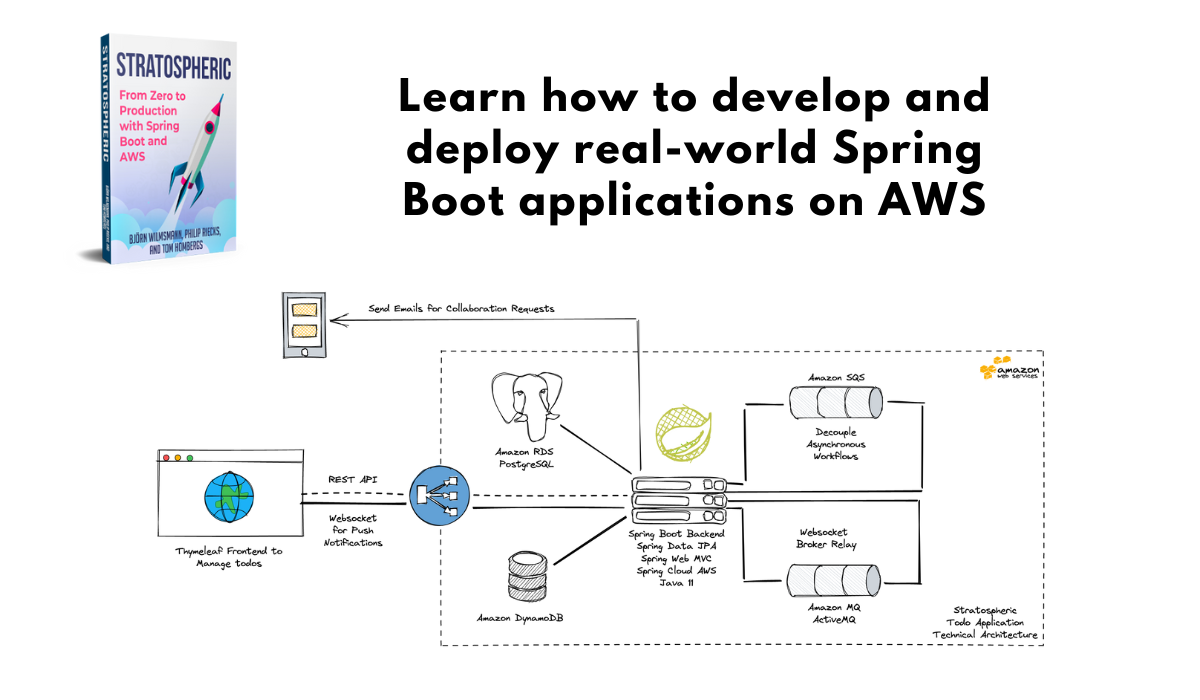 STRATOSPHERIC
STRATOSPHERIC
From Zero to
Production
with Spring
Boot and
AWS
BJÖRN WILMSMANN, PHILIP RIECKS,
AND TOM HOMBERGS
Learn how to develop and
deploy real-world Spring
Boot applications on AWS
Send Emails for Collaboration Requests
amazon
web services
Amazon SQS
Decouple
Asynchronous
Workflows
Amazon RDS
PostgreSQL
REST API
Websocket
for Push
Notifications
Thymeleaf Frontend to
Manage todos
Spring Boot Backend
Spring Data JPA
Spring Web MVC
Spring Cloud AWS
Java 11
Websocket
Broker Relay
Amazon MQ
ActiveMQ
Amazon DynamoDB
Stratospheric
Todo Application
Technical Architecture